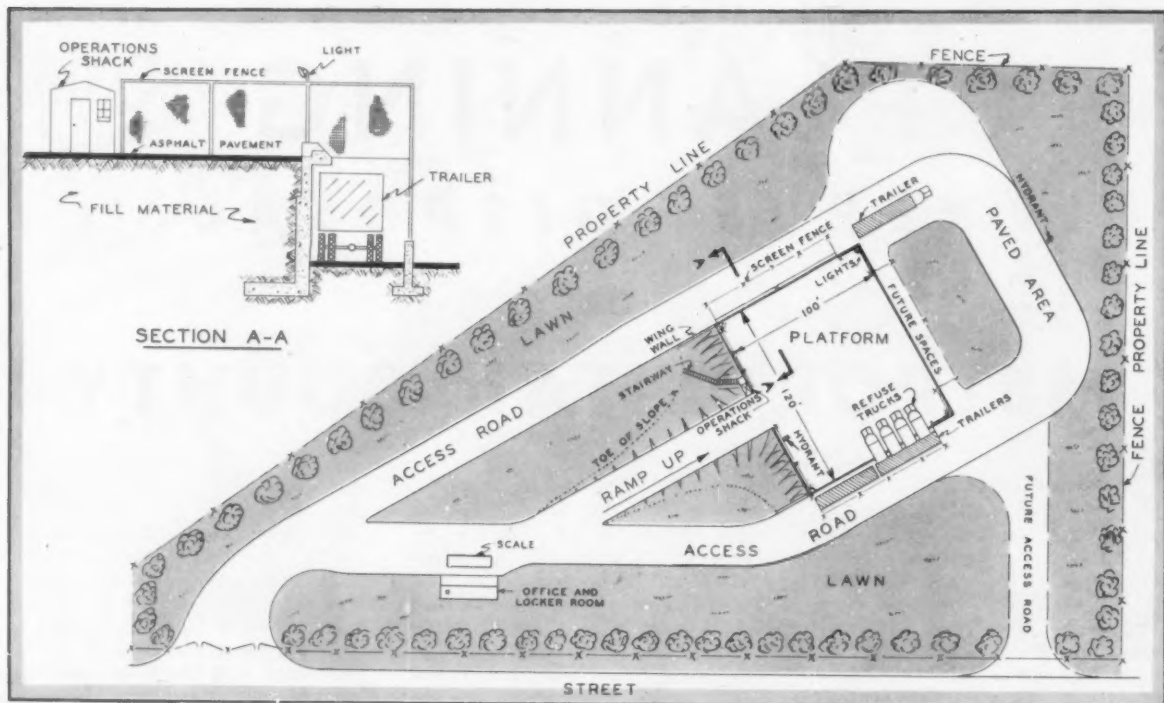 OPERATIONS
SHACK
LIGHT
SCREEN FENCE
ASPHALT PAVEMENT
TRAILER
FILL MATERIAL
SECTION A-A
FENCE
PROPERTY LINE
LAWN
ACCESS ROAD
TRAILER
HYDRANT
PAVED AREA
SCREEN FENCE
LIGHTS
A
100'
FUTURE SPACES
PLATFORM
WING
WALL
STAIRWAY
A
120'
OPERATIONS
SHACK
TOE OF SLOPE
RAMP UP
HYDRANT
REFUSE
TRUCKS
TRAILERS
FENCE PROPERTY LINE
FUTURE ACCESS ROAD
ACCESS ROAD
SCALE
OFFICE AND
LOCKER ROOM
LAWN
STREET